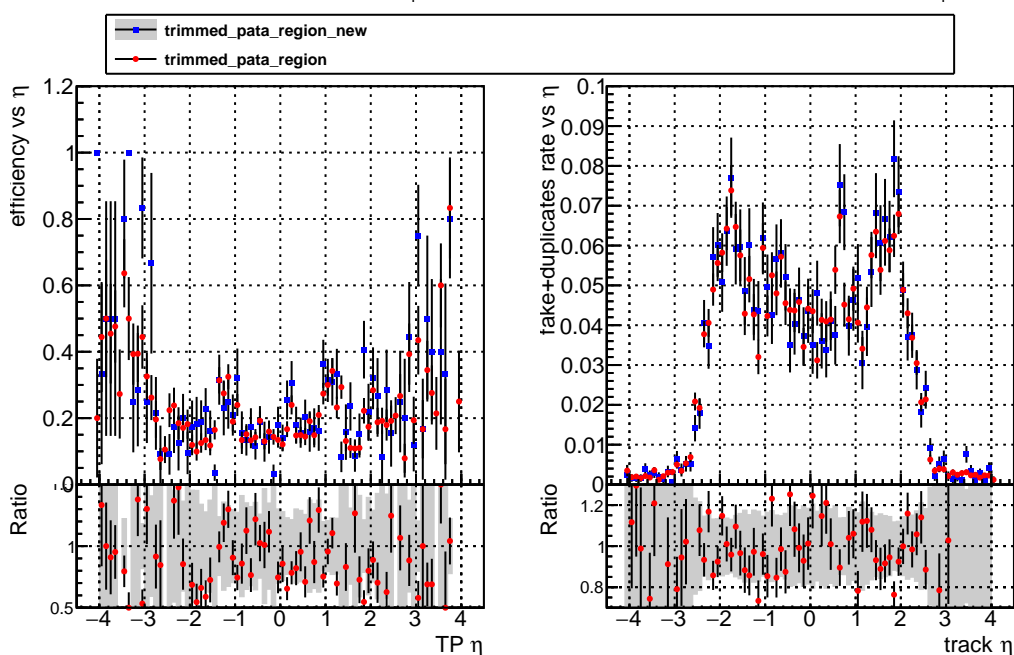 trimmed_pata_region_new
trimmed_pata_region
efficiency vs η
1.2
1
0.8
0.6
0.4
0.2
0
Ratio
1
0.5
−4 −3 −2 −1 0 1 2 3 4
TP η
fake+duplicates rate vs η
0.1
0.09
0.08
0.07
0.06
0.05
0.04
0.03
0.02
0.01
0
Ratio
1.2
1
0.8
−4 −3 −2 −1 0 1 2 3 4
track η